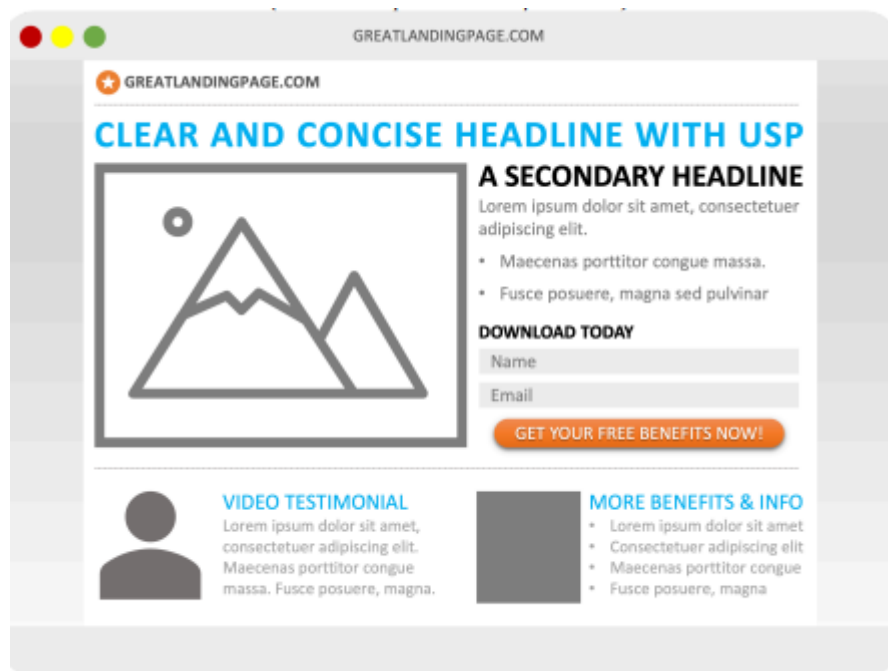 GREATLANDINGPAGE.COM
GREATLANDINGPAGE.COM
CLEAR AND CONCISE HEADLINE WITH USP
A SECONDARY HEADLINE
Lorem ipsum dolor sit amet, consectetuer
adipiscing elit.
• Maecenas porttitor congue massa.
• Fusce posuere, magna sed pulvinar
DOWNLOAD TODAY
Name
Email
GET YOUR FREE BENEFITS NOW!
VIDEO TESTIMONIAL
Lorem ipsum dolor sit amet,
consectetuer adipiscing elit.
Maecenas porttitor congue
massa. Fusce posuere, magna.
MORE BENEFITS & INFO
• Lorem ipsum dolor sit amet
• Consectetuer adipiscing elit
• Maecenas porttitor congue
• Fusce posuere, magna